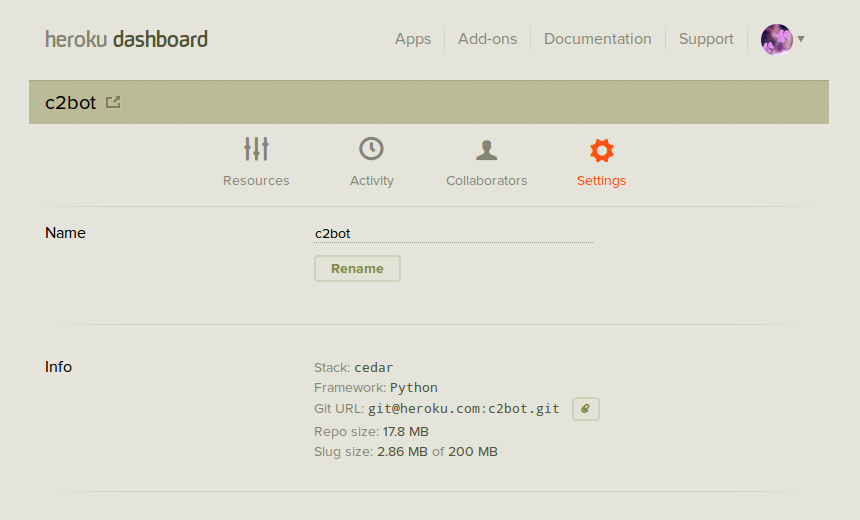 heroku dashboard
Apps Add-ons Documentation Support
c2bot
Resources Activity Collaborators Settings
Name
c2bot
Rename
Info
Stack: cedar
Framework: Python
Git URL: git@heroku.com:c2bot.git
Repo size: 17.8 MB
Slug size: 2.86 MB of 200 MB